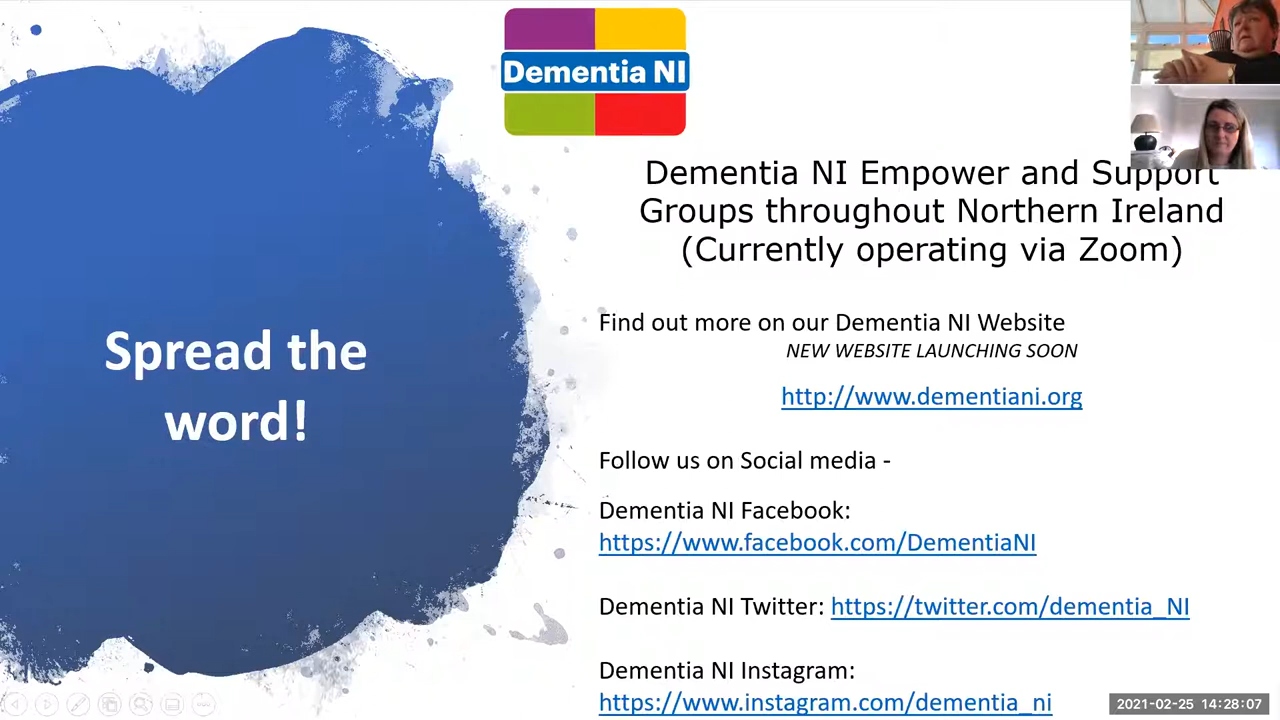 Dementia NI
Dementia NI Empower and Support
Groups throughout Northern Ireland
(Currently operating via Zoom)
Spread the
word!
Find out more on our Dementia NI Website
NEW WEBSITE LAUNCHING SOON
http://www.dementiani.org
Follow us on Social media -
Dementia NI Facebook:
https://www.facebook.com/DementiaNI
Dementia NI Twitter: https://twitter.com/dementia_NI
Dementia NI Instagram:
https://www.instagram.com/dementia_ni
2021-02-25 14:28:07